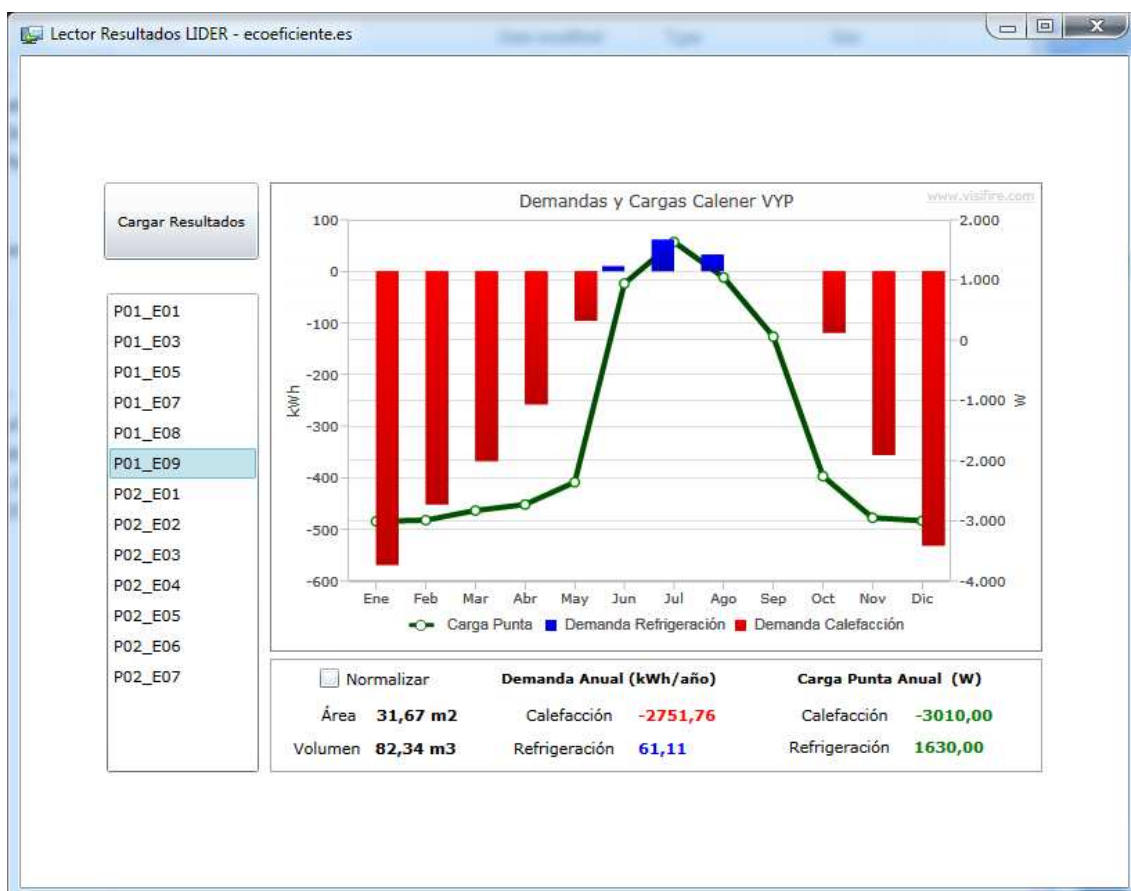 Lector Resultados LIDER - ecoeficiente.es
Cargar Resultados
P01_E01
P01_E03
P01_E05
P01_E07
P01_E08
P01_E09
P02_E01
P02_E02
P02_E03
P02_E04
P02_E05
P02_E06
P02_E07
Demandas y Cargas Calener VYP
www.visifire.com
kWh
100
0
-100
-200
-300
-400
-500
-600
2.000
1.000
0
-1.000
-2.000
-3.000
-4.000
W
Ene Feb Mar Abr May Jun Jul Ago Sep Oct Nov Dic
Carga Punta Demanda Refrigeración Demanda Calefacción
Normalizar Demanda Anual (kWh/año) Carga Punta Anual (W)
Área 31,67 m2 Calefacción -2751,76 Calefacción -3010,00
Volumen 82,34 m3 Refrigeración 61,11 Refrigeración 1630,00